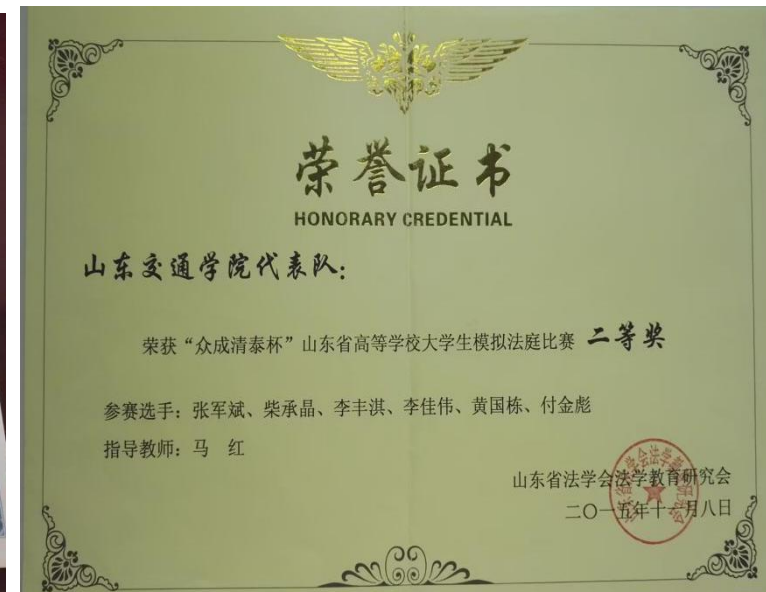 荣誉证书
HONORARY CREDENTIAL
山东交通学院代表队：
荣获“众成清泰杯”山东省高等学校大学生模拟法庭比赛 二等奖
参赛选手：张军斌、柴承晶、李丰淇、李佳伟、黄国栋、付金彪
指导教师：马 红
山东省法学会法学教育研究会
二〇一五年十一月八日